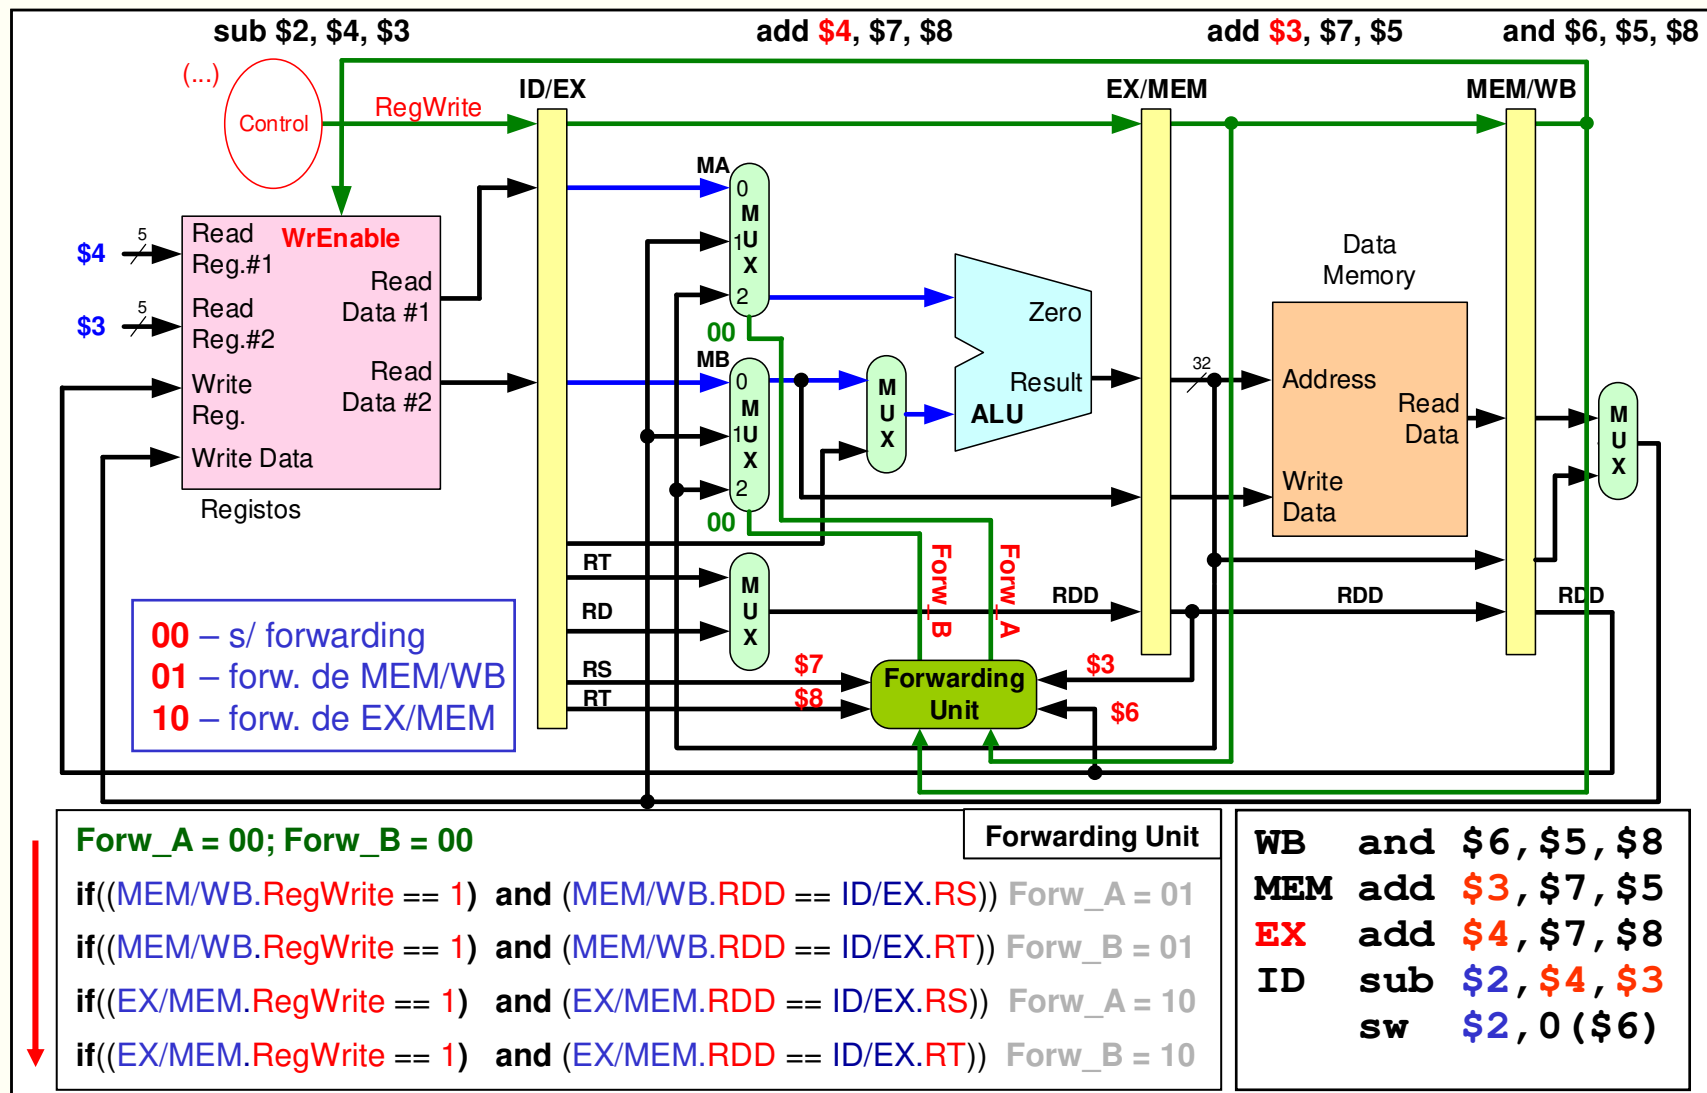 sub $2, $4, $3
add $4, $7, $8
add $3, $7, $5
and $6, $5, $8
(...)
Control
RegWrite
ID/EX
EX/MEM
MEM/WB
$4
5
Read
Reg.#1
WrEnable
Read
Data #1
$3
5
Read
Reg.#2
Read
Data #2
Write
Reg.
Write Data
Registos
MA
0
M
1U
X
2
00
MB
0
M
1U
X
2
00
M
U
X
Zero
Result
ALU
32
Data
Memory
Address
Read
Data
Write
Data
M
U
X
RT
RD
M
U
X
Forw_B
Forw_A
RDD
RDD
RDD
RS
$7
RT
$8
Forwarding
Unit
$3
$6
00 – s/ forwarding
01 – forw. de MEM/WB
10 – forw. de EX/MEM
Forwarding Unit
Forw_A = 00; Forw_B = 00
if((MEM/WB.RegWrite == 1) and (MEM/WB.RDD == ID/EX.RS)) Forw_A = 01
if((MEM/WB.RegWrite == 1) and (MEM/WB.RDD == ID/EX.RT)) Forw_B = 01
if((EX/MEM.RegWrite == 1) and (EX/MEM.RDD == ID/EX.RS)) Forw_A = 10
if((EX/MEM.RegWrite == 1) and (EX/MEM.RDD == ID/EX.RT)) Forw_B = 10
WB and $6,$5,$8
MEM add $3,$7,$5
EX add $4,$7,$8
ID sub $2,$4,$3
sw $2,0($6)